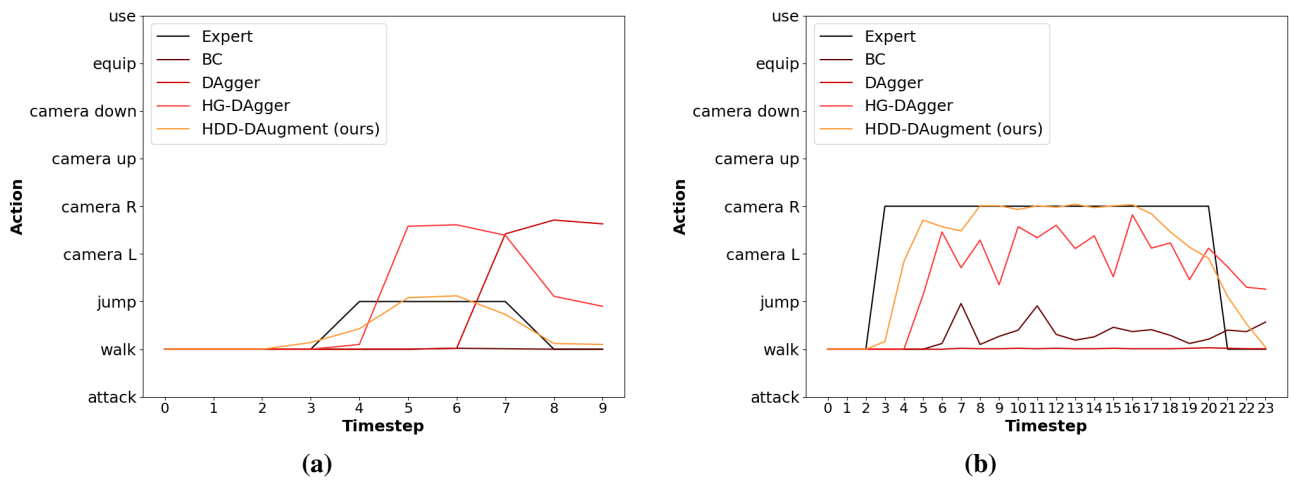 use
equip
camera down
camera up
camera R
camera L
jump
walk
attack
Action
Expert
BC
DAgger
HG-DAgger
HDD-DAugment (ours)
0 1 2 3 4 5 6 7 8 9
Timestep
(a)
use
equip
camera down
camera up
camera R
camera L
jump
walk
attack
Action
Expert
BC
DAgger
HG-DAgger
HDD-DAugment (ours)
0 1 2 3 4 5 6 7 8 9 10 11 12 13 14 15 16 17 18 19 20 21 22 23
Timestep
(b)